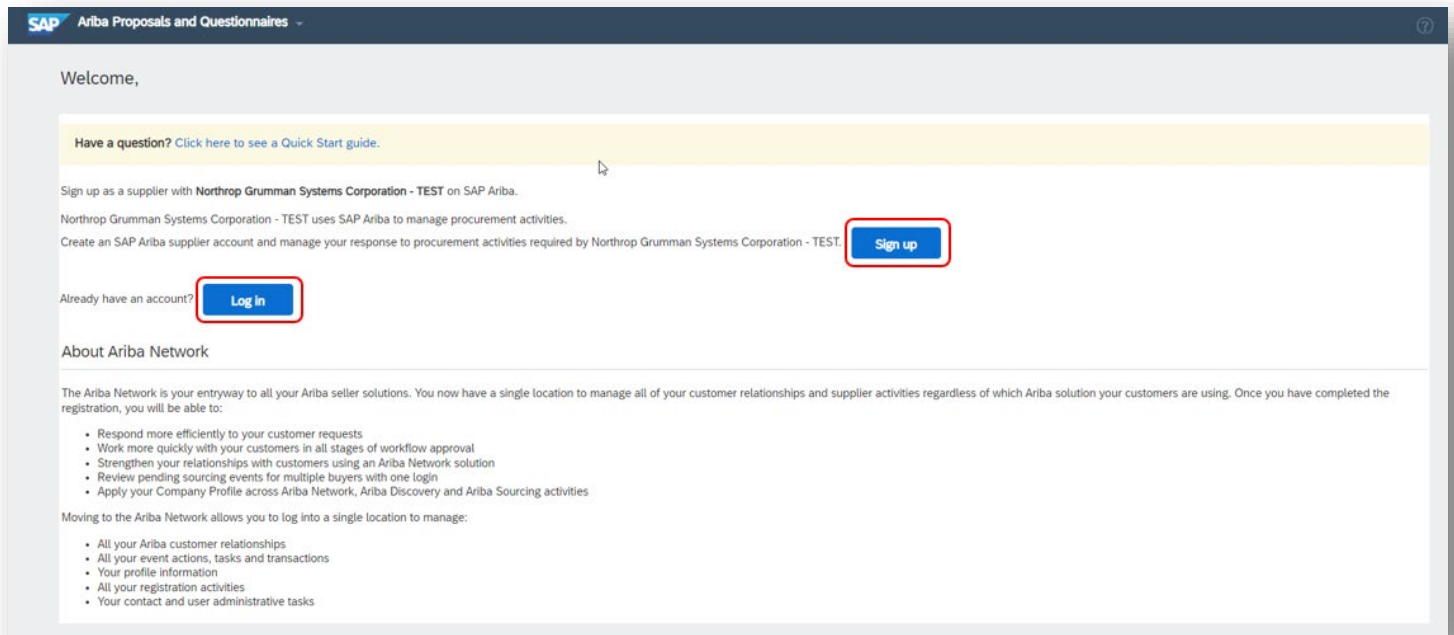 SAP Ariba Proposals and Questionnaires
Welcome,
Have a question? Click here to see a Quick Start guide.
Sign up as a supplier with Northrop Grumman Systems Corporation - TEST on SAP Ariba.
Northrop Grumman Systems Corporation - TEST uses SAP Ariba to manage procurement activities.
Create an SAP Ariba supplier account and manage your response to procurement activities required by Northrop Grumman Systems Corporation - TEST. Sign up
Already have an account? Log in
About Ariba Network
The Ariba Network is your entryway to all your Ariba seller solutions. You now have a single location to manage all of your customer relationships and supplier activities regardless of which Ariba solution your customers are using. Once you have completed the
registration, you will be able to:
• Respond more efficiently to your customer requests
• Work more quickly with your customers in all stages of workflow approval
• Strengthen your relationships with customers using an Ariba Network solution
• Review pending sourcing events for multiple buyers with one login
• Apply your Company Profile across Ariba Network, Ariba Discovery and Ariba Sourcing activities
Moving to the Ariba Network allows you to log into a single location to manage:
• All your Ariba customer relationships
• All your event actions, tasks and transactions
• Your profile information
• All your registration activities
• Your contact and user administrative tasks